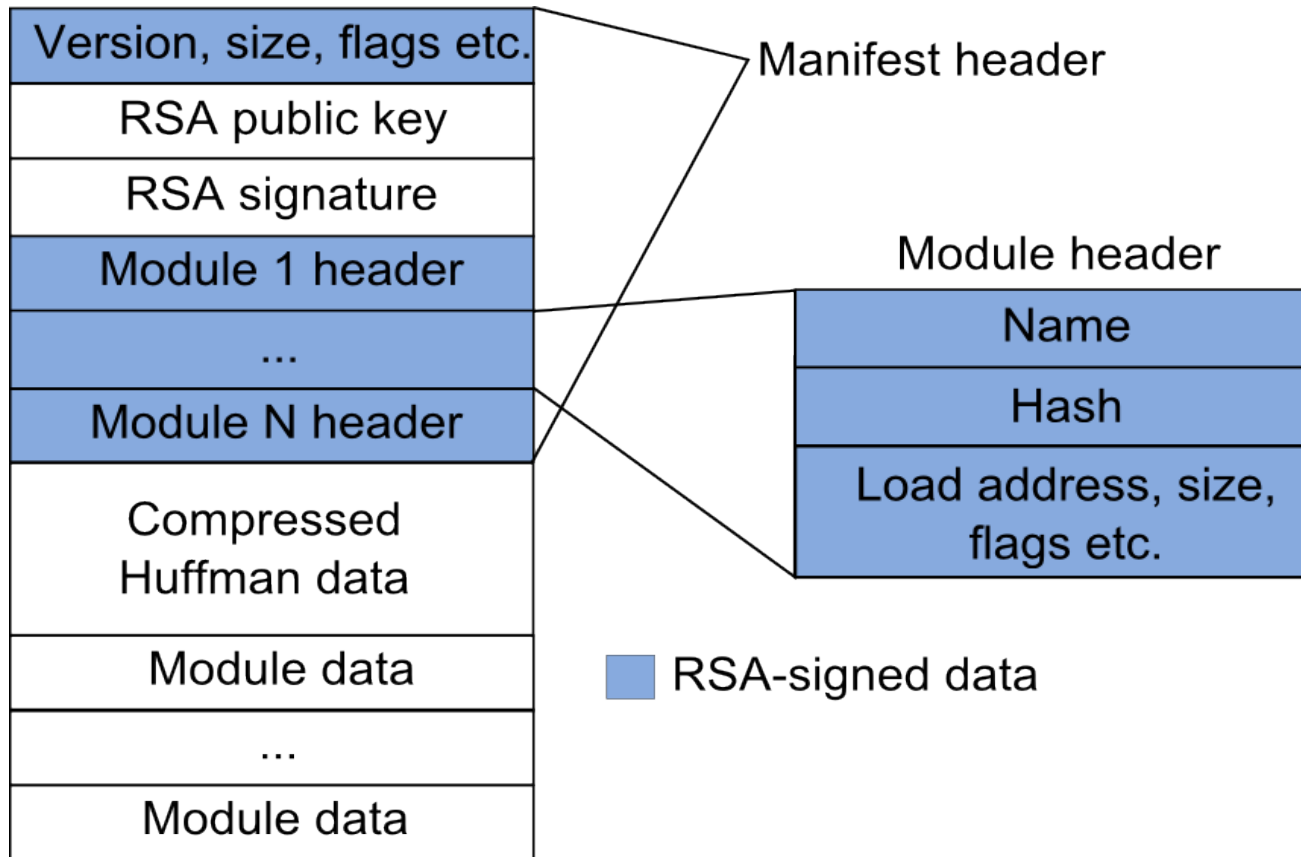 Version, size, flags etc.
RSA public key
RSA signature
Module 1 header
...
Module N header
Compressed
Huffman data
Module data
...
Module data
Manifest header
Module header
Name
Hash
Load address, size,
flags etc.
RSA-signed data